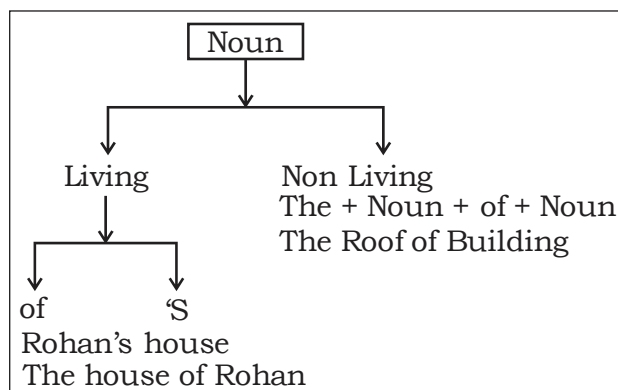 Noun
Living
Non Living
The + Noun + of + Noun
The Roof of Building
of
‘S
Rohan’s house
The house of Rohan